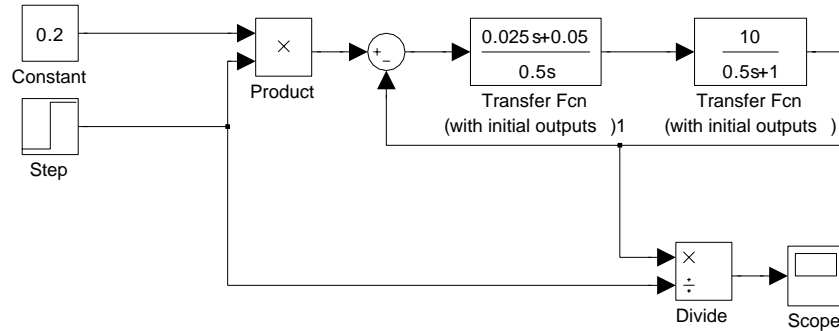 0.2
Constant
Step
×
Product
+
−
0.025s+0.05
0.5s
Transfer Fcn
(with initial outputs )1
10
0.5s+1
Transfer Fcn
(with initial outputs )
×
÷
Divide
Scope